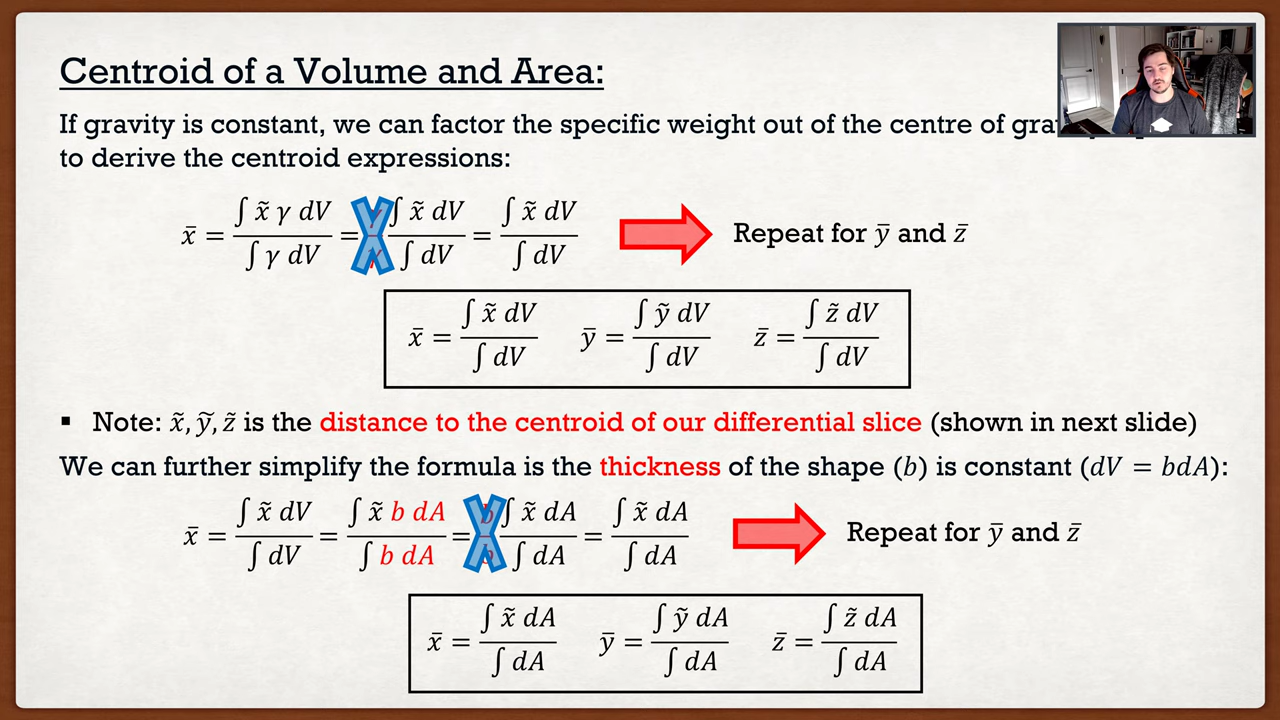 Centroid of a Volume and Area:
If gravity is constant, we can factor the specific weight out of the centre of
to derive the centroid expressions:
x̄ = ∫ x̃ γ dV / ∫ γ dV = γ/γ ∫ x̃ dV / ∫ dV = ∫ x̃ dV / ∫ dV Repeat for ȳ and z̄
x̄ = ∫ x̃ dV / ∫ dV ȳ = ∫ ỹ dV / ∫ dV z̄ = ∫ z̃ dV / ∫ dV
▪ Note: x̃, ỹ, z̃ is the distance to the centroid of our differential slice (shown in next slide)
We can further simplify the formula is the thickness of the shape (b) is constant (dV = bdA):
x̄ = ∫ x̃ dV / ∫ dV = ∫ x̃ b dA / ∫ b dA = b/b ∫ x̃ dA / ∫ dA = ∫ x̃ dA / ∫ dA Repeat for ȳ and z̄
x̄ = ∫ x̃ dA / ∫ dA ȳ = ∫ ỹ dA / ∫ dA z̄ = ∫ z̃ dA / ∫ dA